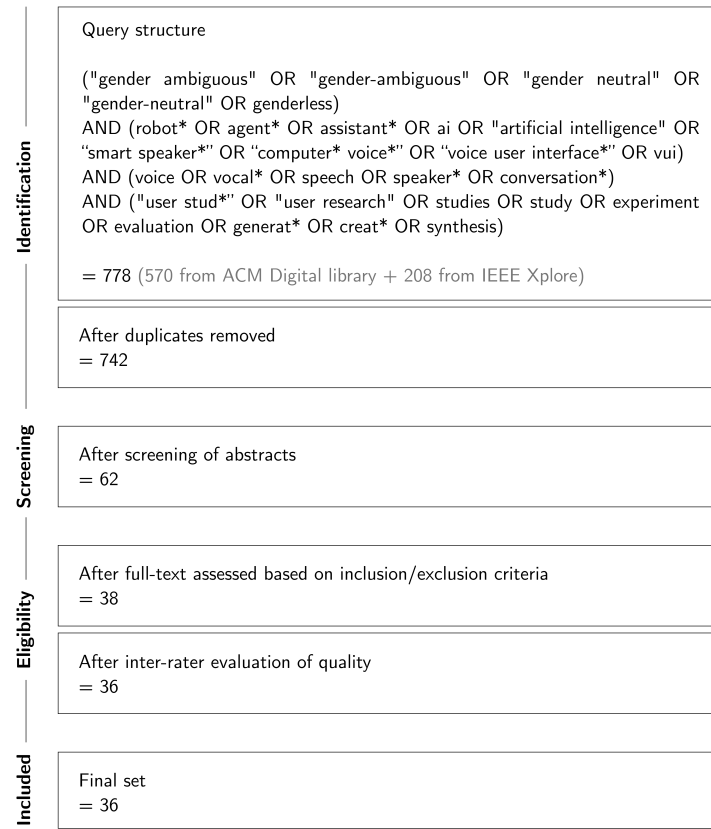 Query structure
("gender ambiguous" OR "gender-ambiguous" OR "gender neutral" OR
"gender-neutral" OR genderless)
AND (robot* OR agent* OR assistant* OR ai OR "artificial intelligence" OR
“smart speaker*” OR “computer* voice*” OR “voice user interface*” OR vui)
AND (voice OR vocal* OR speech OR speaker* OR conversation*)
AND ("user stud*” OR "user research" OR studies OR study OR experiment
OR evaluation OR generat* OR creat* OR synthesis)
= 778 (570 from ACM Digital library + 208 from IEEE Xplore)
After duplicates removed
= 742
Identification
After screening of abstracts
= 62
Screening
After full-text assessed based on inclusion/exclusion criteria
= 38
After inter-rater evaluation of quality
= 36
Eligibility
Final set
= 36
Included